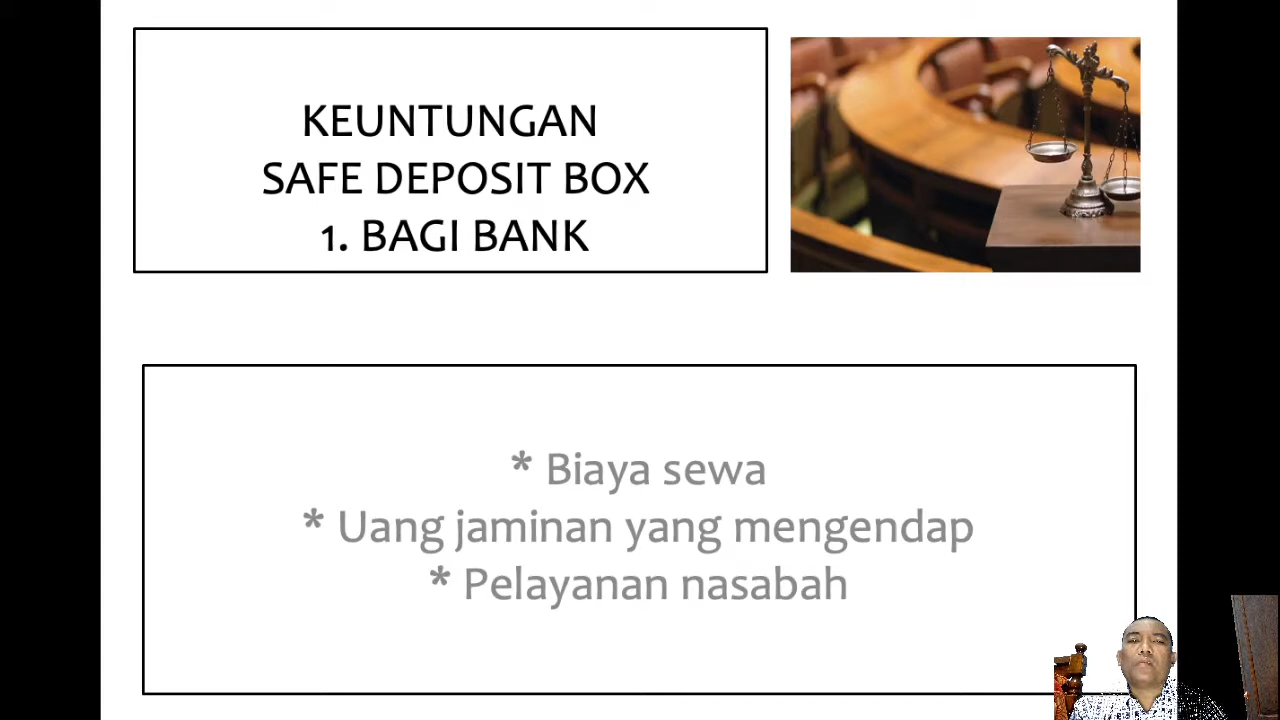 KEUNTUNGAN
SAFE DEPOSIT BOX
1. BAGI BANK
* Biaya sewa
* Uang jaminan yang mengendap
* Pelayanan nasabah